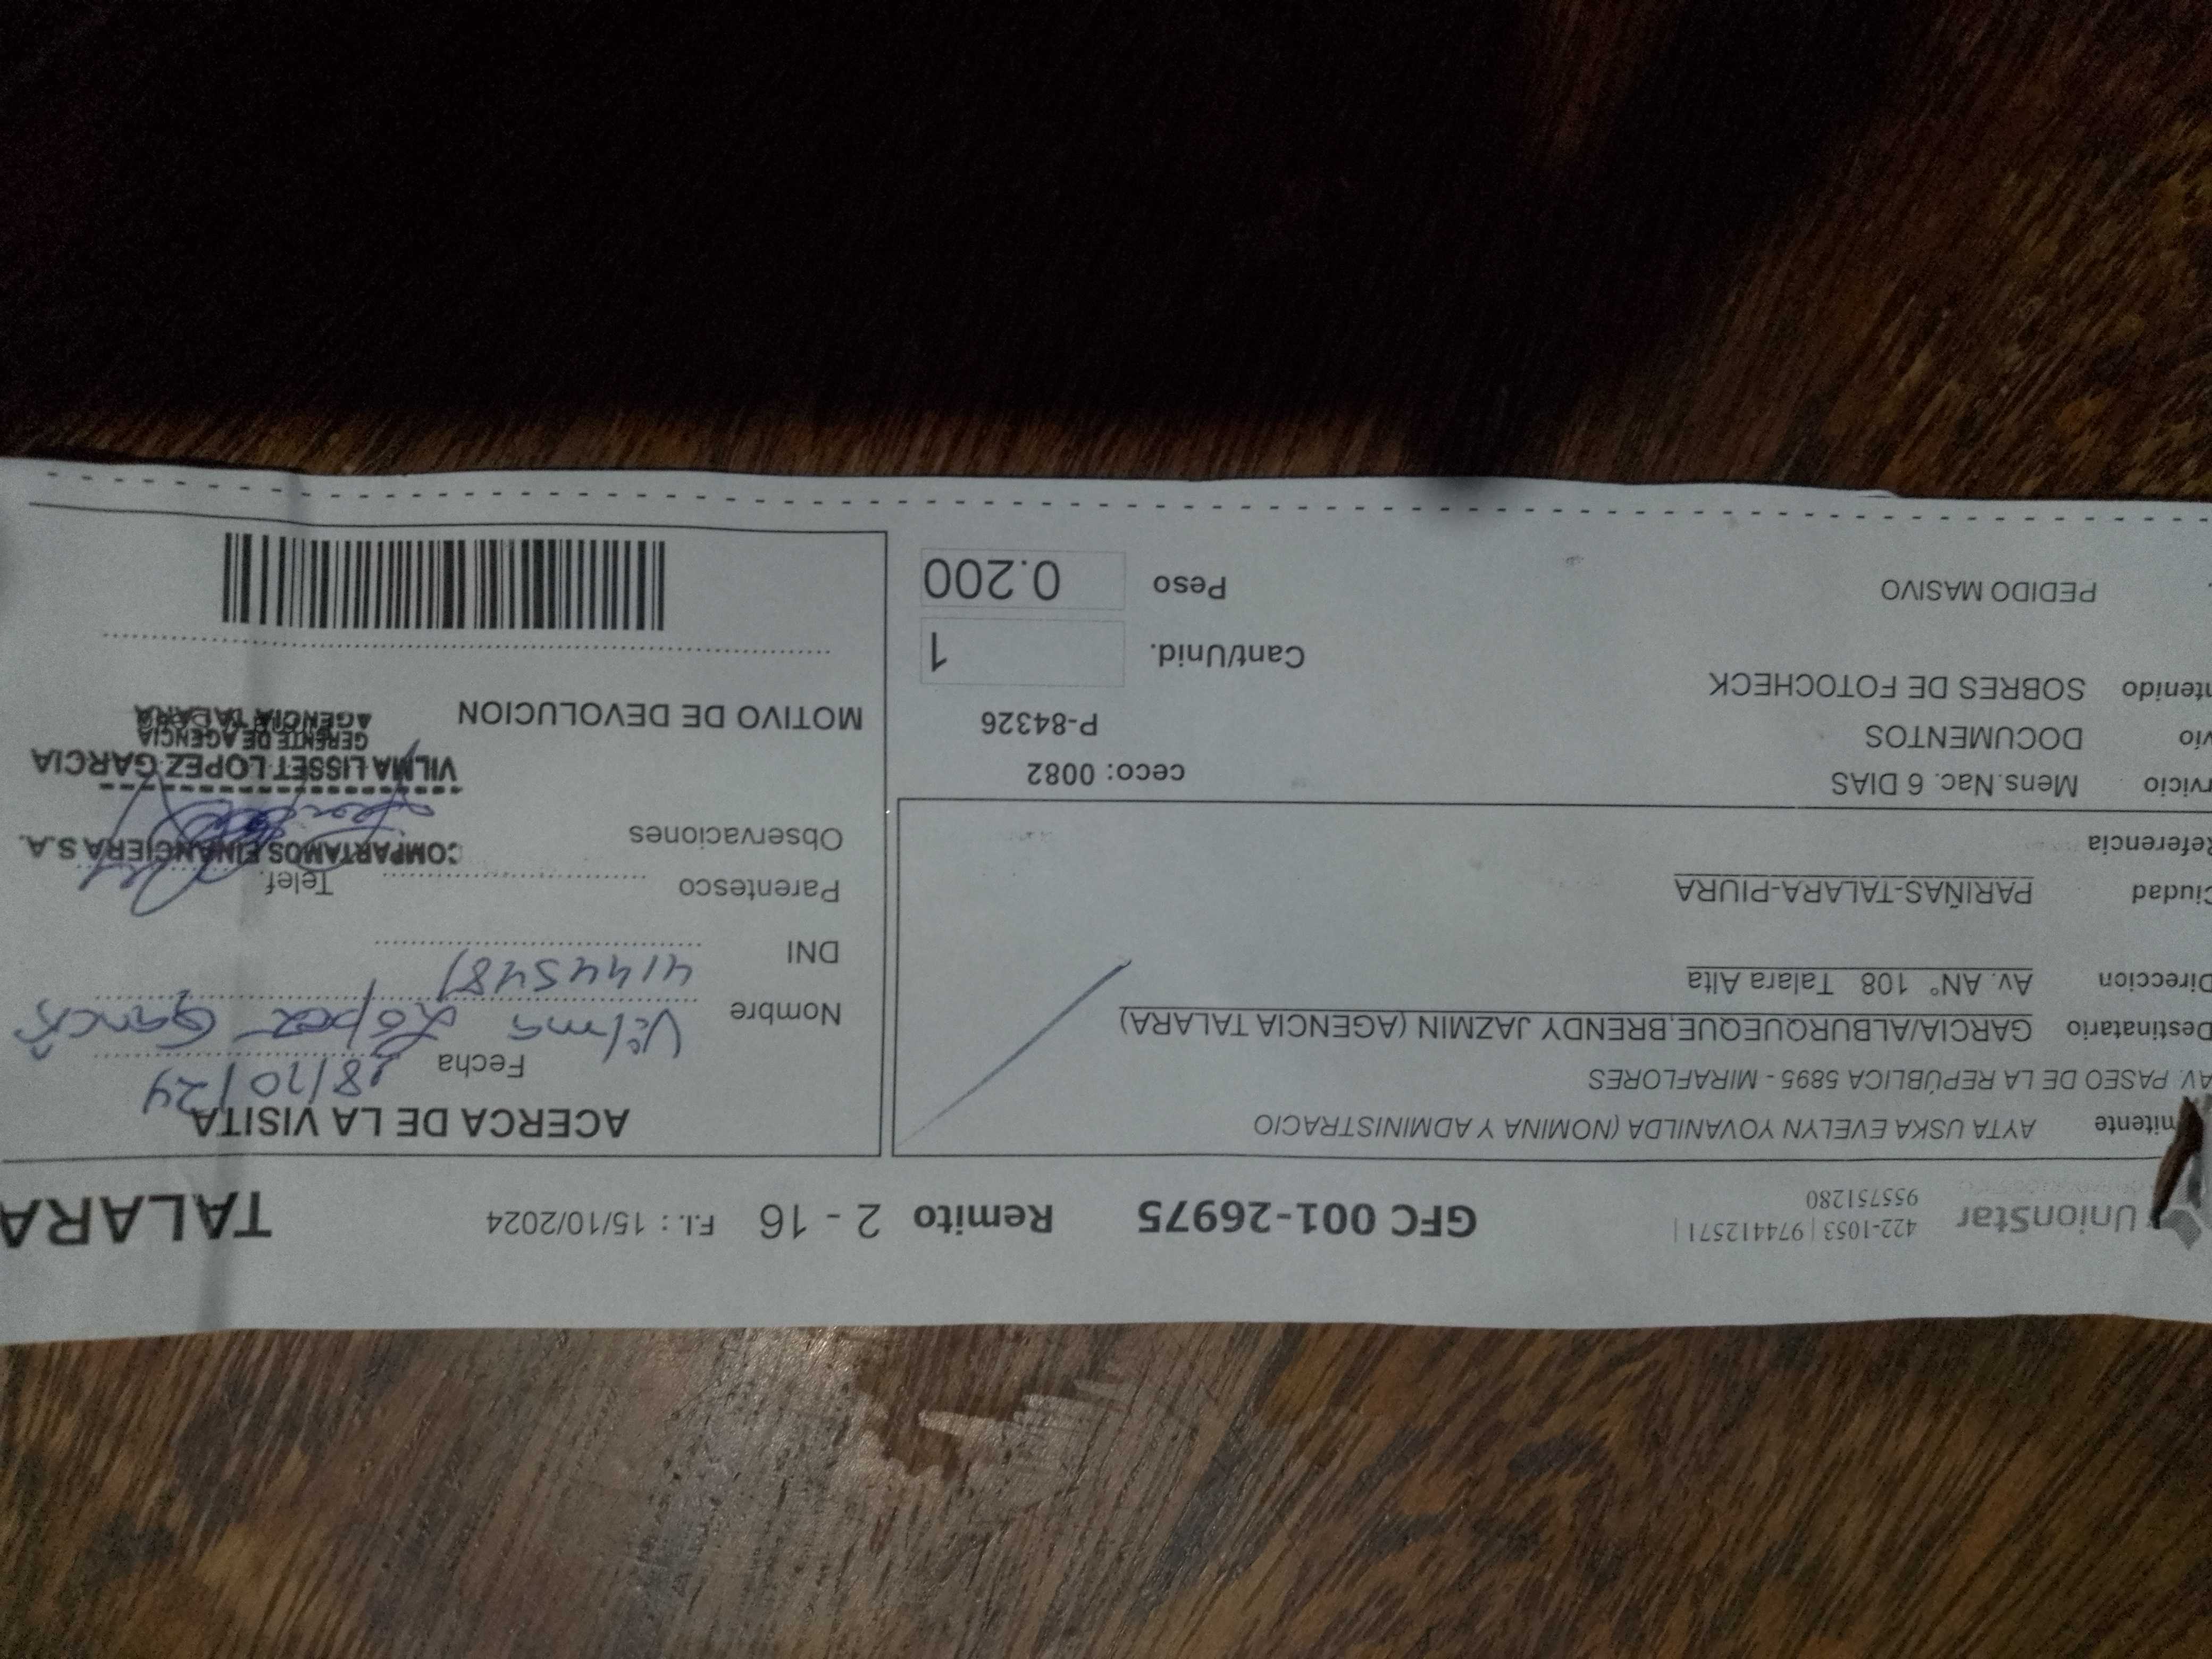 UnionStar
422-1053 | 974412571 |
955751280
GFC 001-26975
Remito 2 - 16
F.I. : 15/10/2024
TALARA
mitente AYTA USKA EVELYN YOVANILDA (NOMINA Y ADMINISTRACIO
AV. PASEO DE LA REPÚBLICA 5895 - MIRAFLORES
Destinatario GARCIA/ALBURQUEQUE,BRENDY JAZMIN (AGENCIA TALARA)
Direccion Av. AN° 108 Talara Alta
Ciudad PARIÑAS-TALARA-PIURA
Referencia
rvicio Mens.Nac. 6 DIAS
vio DOCUMENTOS
ntenido SOBRES DE FOTOCHECK
PEDIDO MASIVO
ceco: 0082
P-84326
Cant/Unid. 1
Peso 0.200
ACERCA DE LA VISITA
Fecha 18/10/24
Nombre Vilma López García
DNI 41445481
Parentesco
Telef.
Observaciones
COMPARTAMOS FINANCIERA S.A.
VILMA LISSET LOPEZ GARCIA
GERENTE DE AGENCIA
AGENCIA TALARA
MOTIVO DE DEVOLUCION